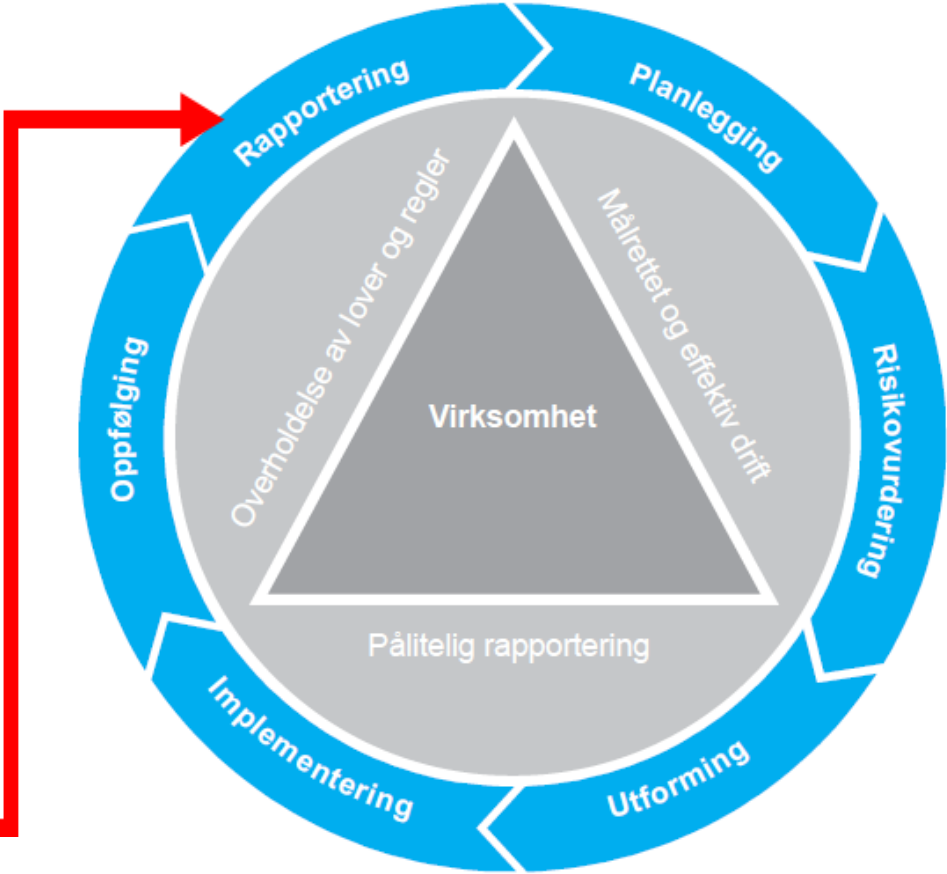 Rapportering
Planlegging
Risikovurdering
Utforming
Implementering
Oppfølging
Overholdelse av lover og regler
Målrettet og effektiv drift
Pålitelig rapportering
Virksomhet